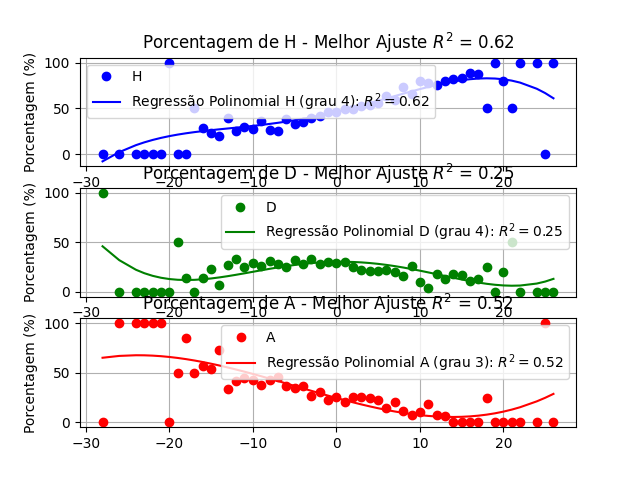 Porcentagem de H - Melhor Ajuste R² = 0.62
Porcentagem (%)
100
50
0
H
Regressão Polinomial H (grau 4): R² = 0.62
−30 −20 −10 0 10 20
Porcentagem de D - Melhor Ajuste R² = 0.25
Porcentagem (%)
100
50
0
D
Regressão Polinomial D (grau 4): R² = 0.25
−30 −20 −10 0 10 20
Porcentagem de A - Melhor Ajuste R² = 0.52
Porcentagem (%)
100
50
0
A
Regressão Polinomial A (grau 3): R² = 0.52
−30 −20 −10 0 10 20